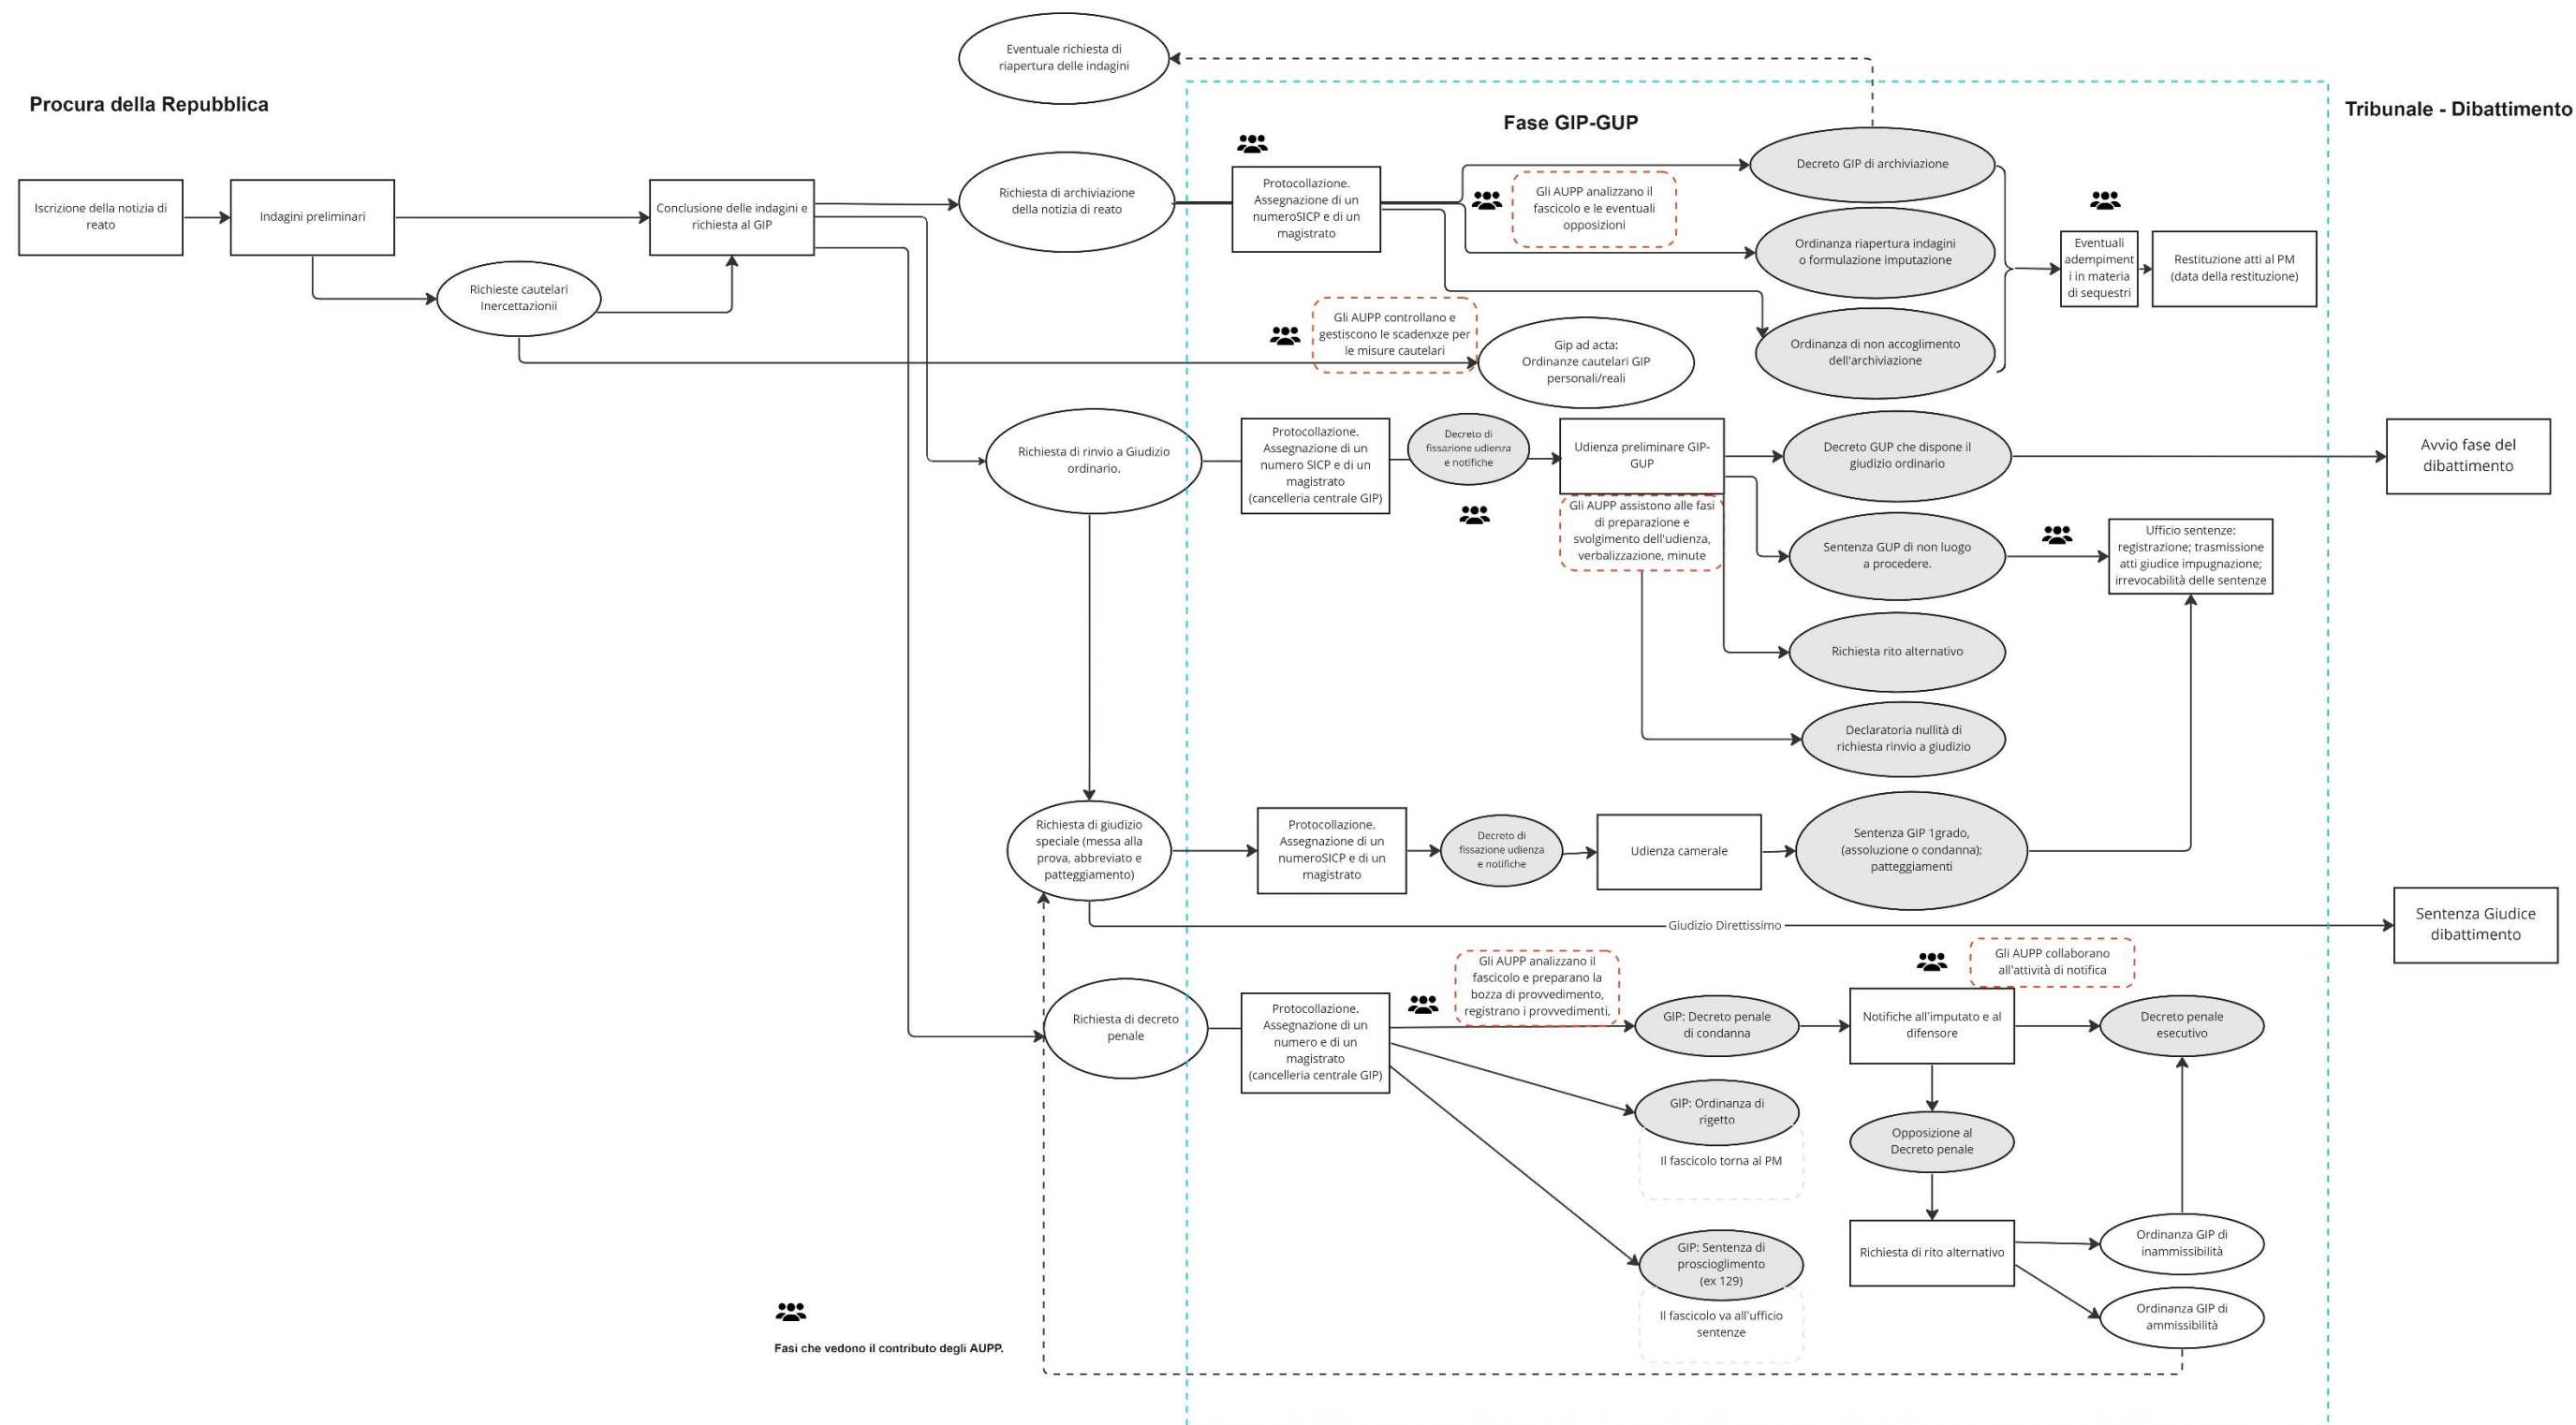 Eventuale richiesta di
riapertura delle indagini
Procura della Repubblica
Fase GIP-GUP
Tribunale - Dibattimento
Iscrizione della notizia di
reato
Indagini preliminari
Conclusione delle indagini e
richiesta al GIP
Richieste cautelari
Inercettazionii
Richiesta di archiviazione
della notizia di reato
Protocollazione.
Assegnazione di un
numeroSICP e di un
magistrato
Gli AUPP analizzano il
fascicolo e le eventuali
opposizioni
Decreto GIP di archiviazione
Ordinanza riapertura indagini
o formulazione imputazione
Ordinanza di non accoglimento
dell'archiviazione
Eventuali
adempiment
i in materia
di sequestri
Restituzione atti al PM
(data della restituzione)
Gli AUPP controllano e
gestiscono le scadenxze per
le misure cautelari
Gip ad acta:
Ordinanze cautelari GIP
personali/reali
Richiesta di rinvio a Giudizio
ordinario.
Protocollazione.
Assegnazione di un
numero SICP e di un
magistrato
(cancelleria centrale GIP)
Decreto di
fissazione udienza
e notifiche
Udienza preliminare GIP-
GUP
Gli AUPP assistono alle fasi
di preparazione e
svolgimento dell'udienza,
verbalizzazione, minute
Decreto GUP che dispone il
giudizio ordinario
Avvio fase del
dibattimento
Sentenza GUP di non luogo
a procedere.
Ufficio sentenze:
registrazione; trasmissione
atti giudice impugnazione;
irrevocabilità delle sentenze
Richiesta rito alternativo
Declaratoria nullità di
richiesta rinvio a giudizio
Richiesta di giudizio
speciale (messa alla
prova, abbreviato e
patteggiamento)
Protocollazione.
Assegnazione di un
numeroSICP e di un
magistrato
Decreto di
fissazione udienza
e notifiche
Udienza camerale
Sentenza GIP 1grado,
(assoluzione o condanna);
patteggiamenti
Giudizio Direttissimo
Sentenza Giudice
dibattimento
Richiesta di decreto
penale
Protocollazione.
Assegnazione di un
numero e di un
magistrato
(cancelleria centrale GIP)
Gli AUPP analizzano il
fascicolo e preparano la
bozza di provvedimento,
registrano i provvedimenti,
GIP: Decreto penale
di condanna
Notifiche all'imputato e al
difensore
Gli AUPP collaborano
all'attività di notifica
Decreto penale
esecutivo
GIP: Ordinanza di
rigetto
Il fascicolo torna al PM
Opposizione al
Decreto penale
GIP: Sentenza di
proscioglimento
(ex 129)
Il fascicolo va all'ufficio
sentenze
Richiesta di rito alternativo
Ordinanza GIP di
inammissibilità
Ordinanza GIP di
ammissibilità
Fasi che vedono il contributo degli AUPP.